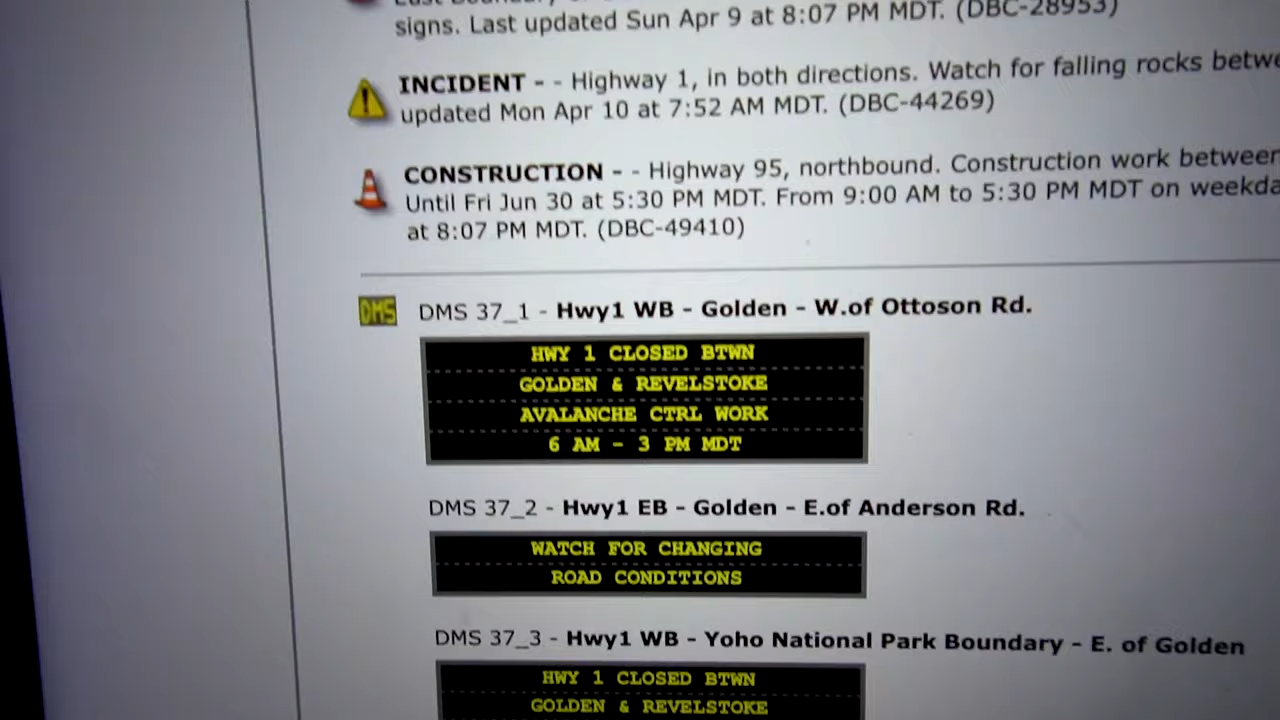 signs. Last updated Sun Apr 9 at 8:07 PM MDT. (DBC-28953)
INCIDENT - - Highway 1, in both directions. Watch for falling rocks betwe
updated Mon Apr 10 at 7:52 AM MDT. (DBC-44269)
CONSTRUCTION - - Highway 95, northbound. Construction work between
Until Fri Jun 30 at 5:30 PM MDT. From 9:00 AM to 5:30 PM MDT on weekda
at 8:07 PM MDT. (DBC-49410)
DMS DMS 37_1 - Hwy1 WB - Golden - W.of Ottoson Rd.
HWY 1 CLOSED BTWN
GOLDEN & REVELSTOKE
AVALANCHE CTRL WORK
6 AM - 3 PM MDT
DMS 37_2 - Hwy1 EB - Golden - E.of Anderson Rd.
WATCH FOR CHANGING
ROAD CONDITIONS
DMS 37_3 - Hwy1 WB - Yoho National Park Boundary - E. of Golden
HWY 1 CLOSED BTWN
GOLDEN & REVELSTOKE